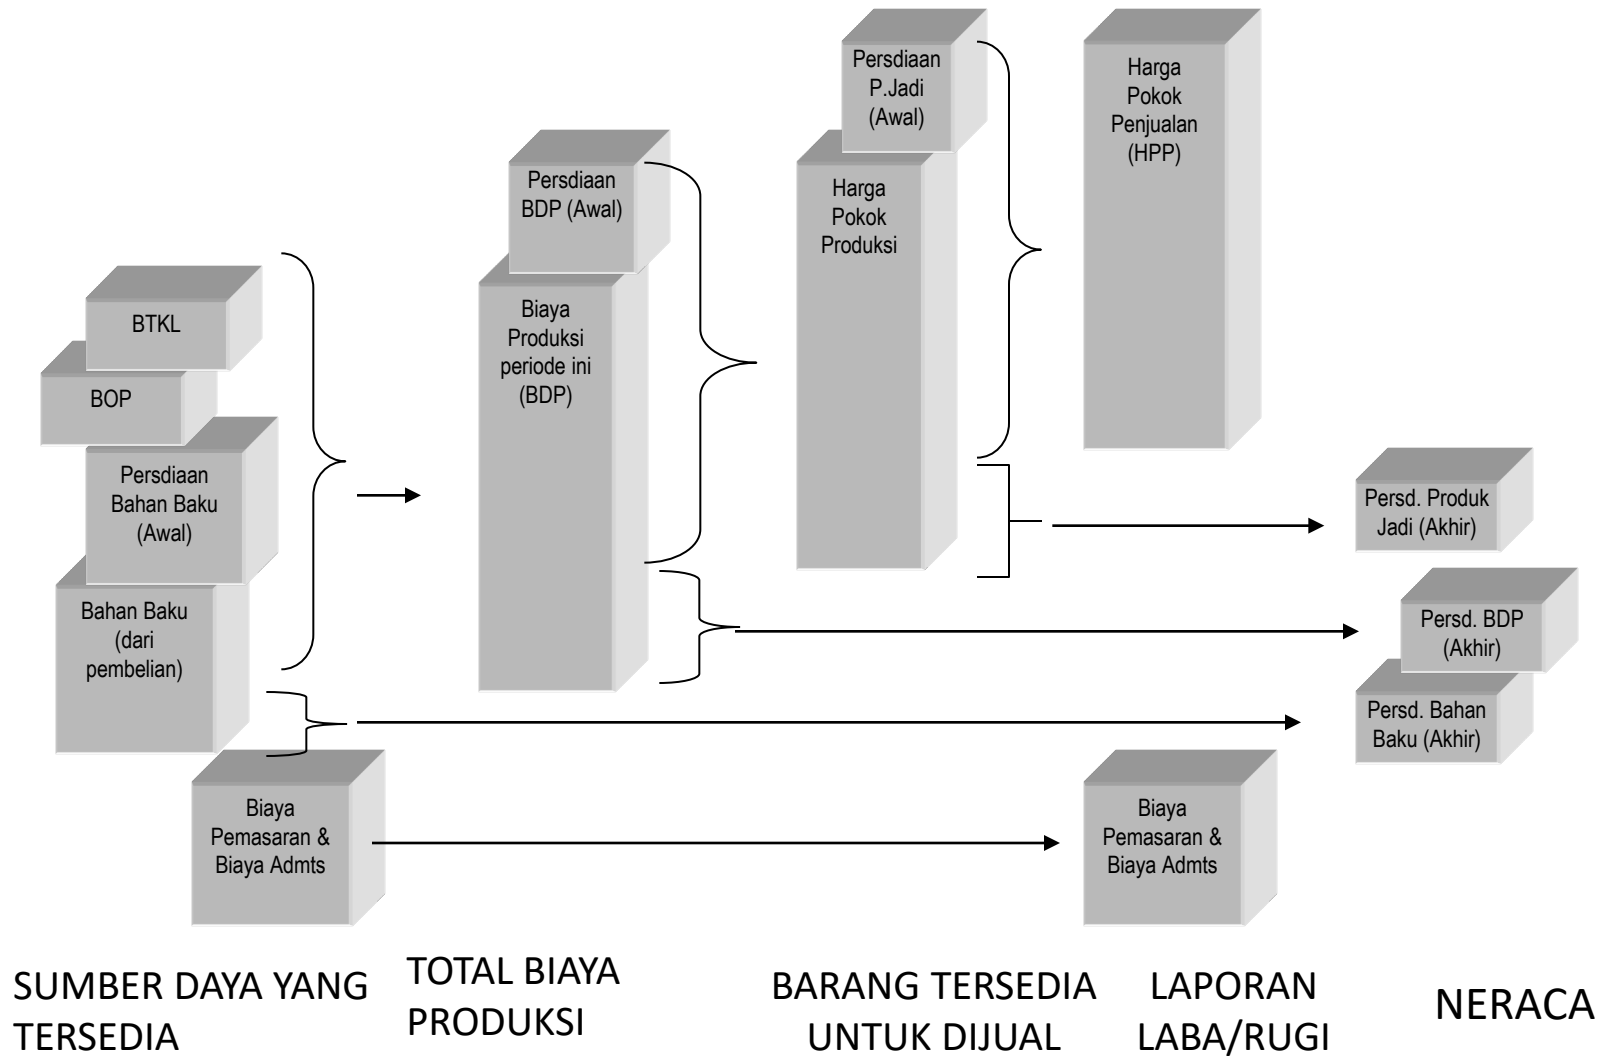 BTKL
BOP
Persdiaan
Bahan Baku
(Awal)
Bahan Baku
(dari
pembelian)
Biaya
Pemasaran &
Biaya Admts
SUMBER DAYA YANG
TERSEDIA
Persdiaan
BDP (Awal)
Biaya
Produksi
periode ini
(BDP)
TOTAL BIAYA
PRODUKSI
Persdiaan
P.Jadi
(Awal)
Harga
Pokok
Produksi
BARANG TERSEDIA
UNTUK DIJUAL
Harga
Pokok
Penjualan
(HPP)
Biaya
Pemasaran &
Biaya Admts
LAPORAN
LABA/RUGI
Persd. Produk
Jadi (Akhir)
Persd. BDP
(Akhir)
Persd. Bahan
Baku (Akhir)
NERACA